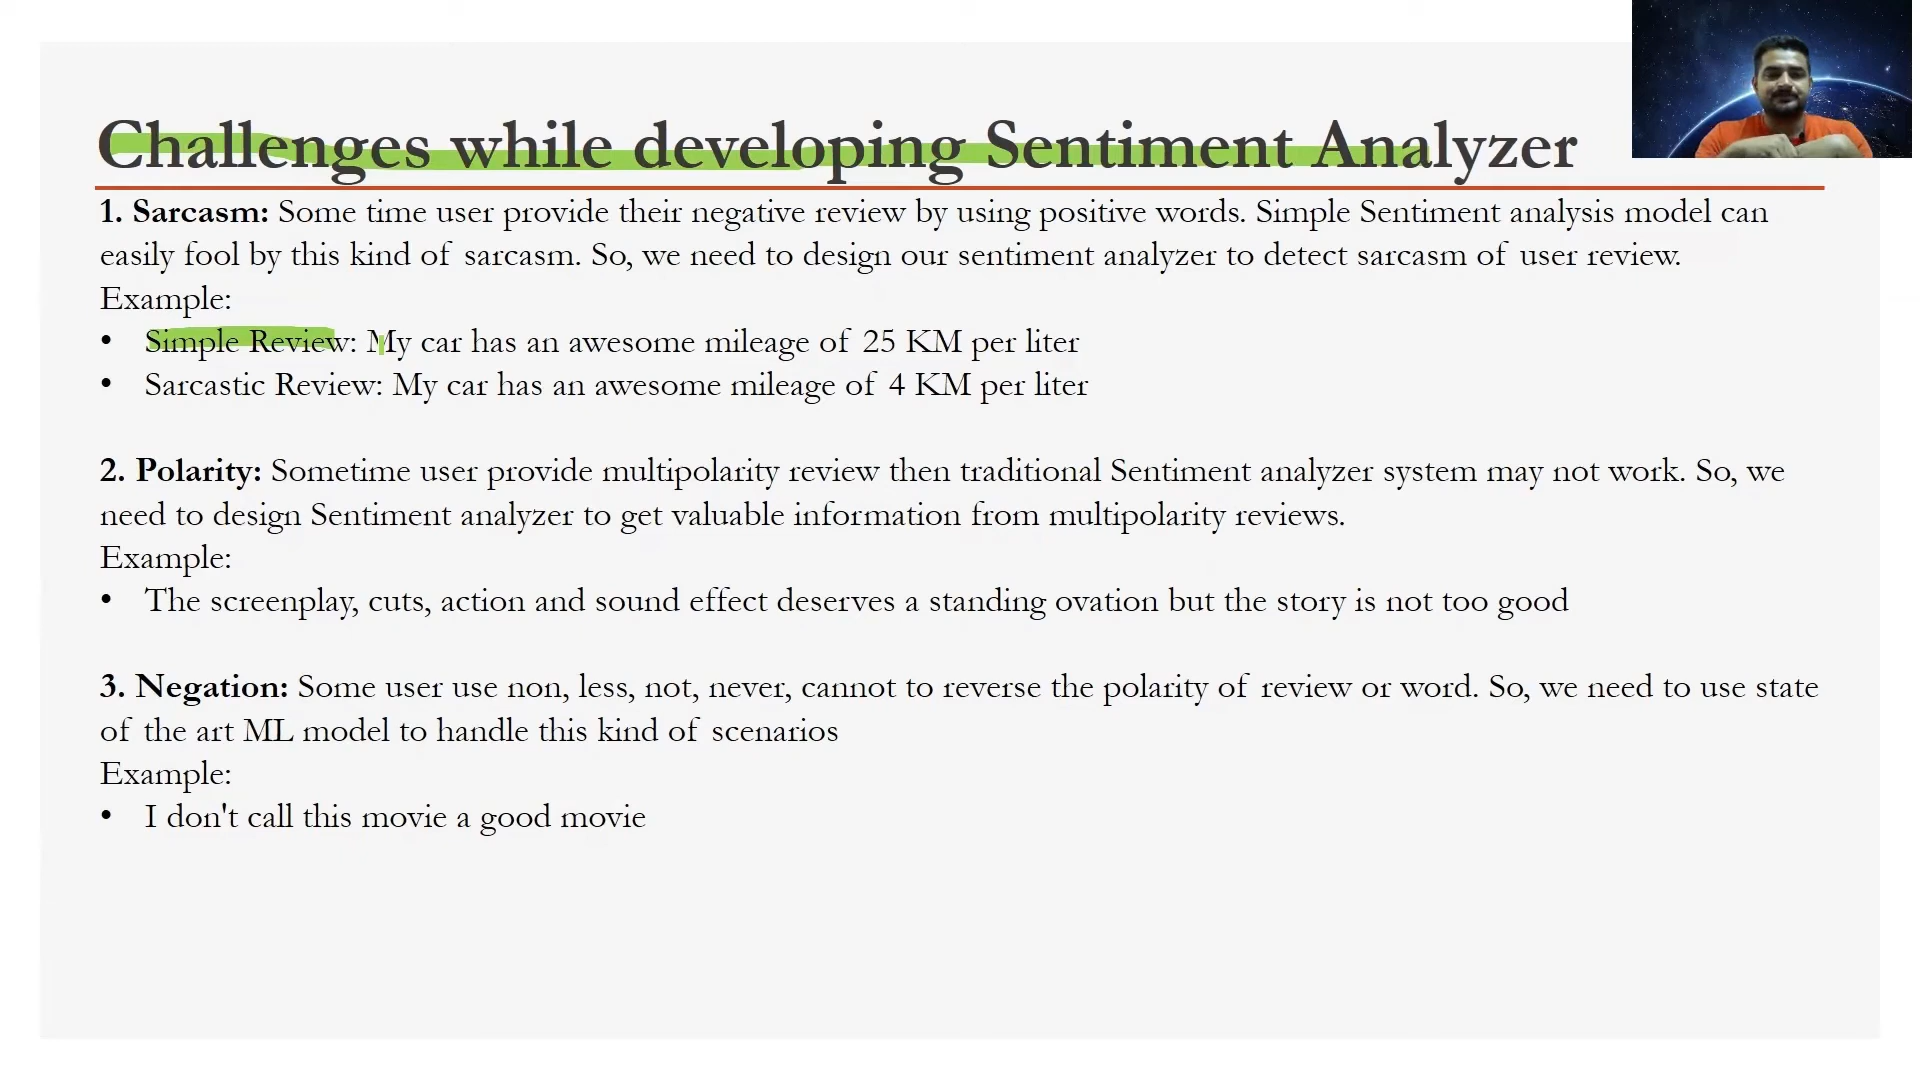 Challenges while developing Sentiment Analyzer
1. Sarcasm: Some time user provide their negative review by using positive words. Simple Sentiment analysis model can
easily fool by this kind of sarcasm. So, we need to design our sentiment analyzer to detect sarcasm of user review.
Example:
• Simple Review: My car has an awesome mileage of 25 KM per liter
• Sarcastic Review: My car has an awesome mileage of 4 KM per liter
2. Polarity: Sometime user provide multipolarity review then traditional Sentiment analyzer system may not work. So, we
need to design Sentiment analyzer to get valuable information from multipolarity reviews.
Example:
• The screenplay, cuts, action and sound effect deserves a standing ovation but the story is not too good
3. Negation: Some user use non, less, not, never, cannot to reverse the polarity of review or word. So, we need to use state
of the art ML model to handle this kind of scenarios
Example:
• I don't call this movie a good movie